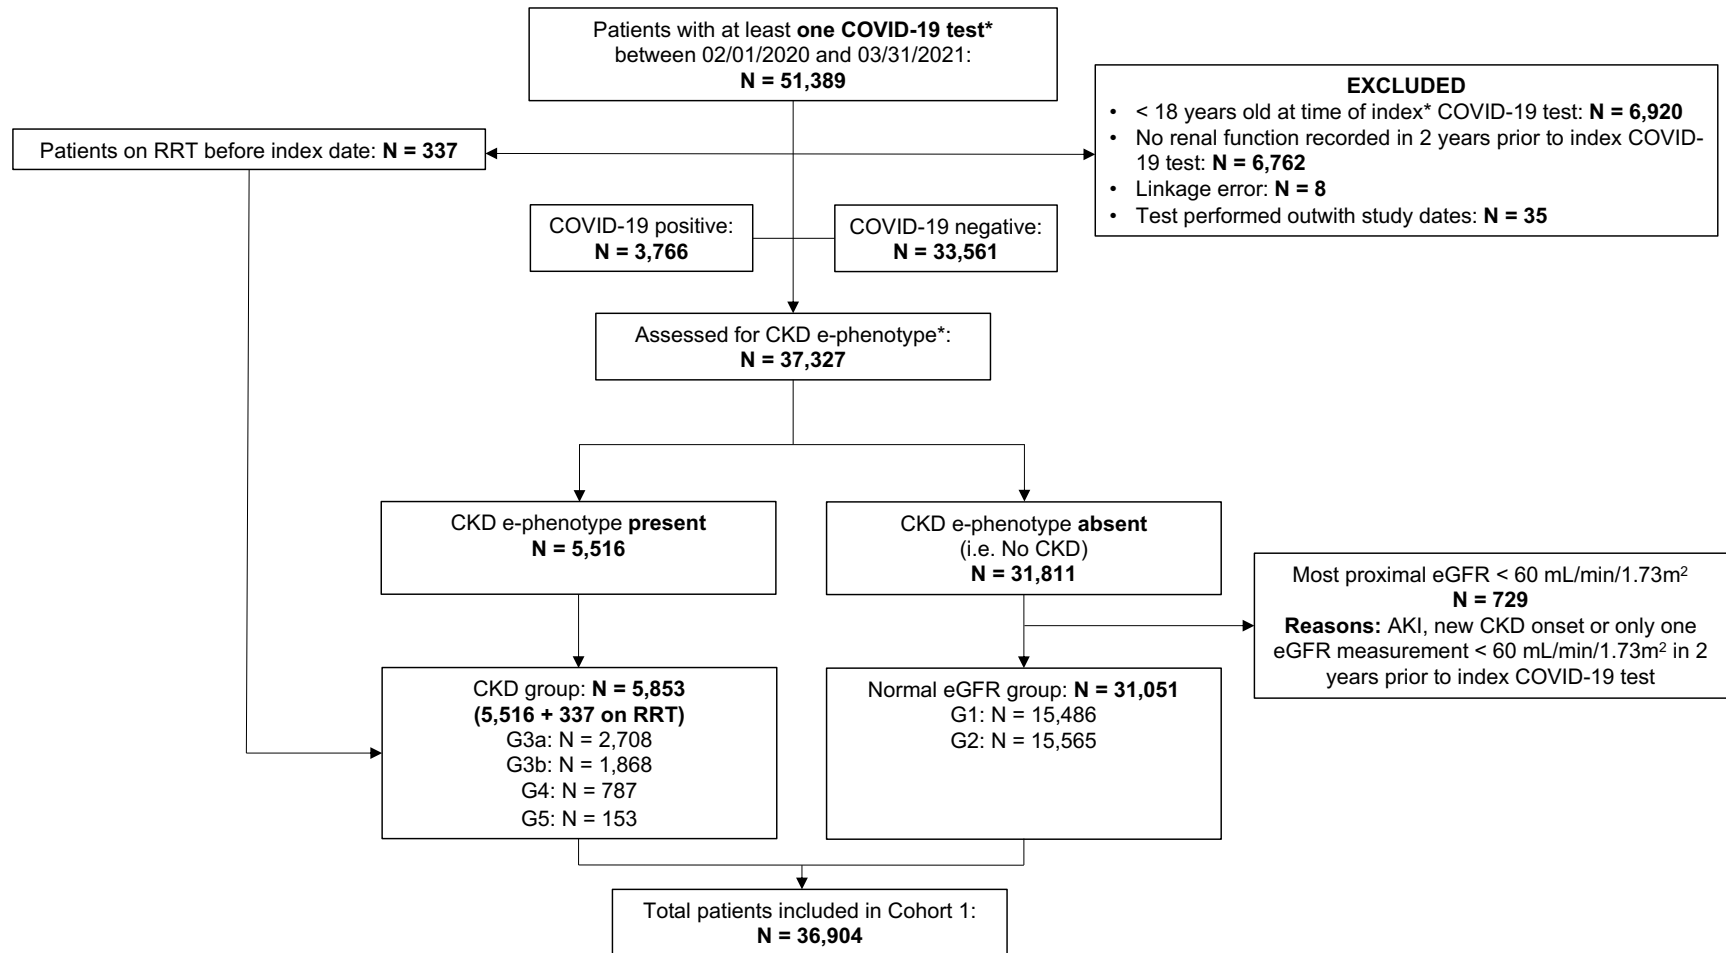 Patients with at least one COVID-19 test*
between 02/01/2020 and 03/31/2021:
N = 51,389
EXCLUDED
• < 18 years old at time of index* COVID-19 test: N = 6,920
• No renal function recorded in 2 years prior to index COVID-
19 test: N = 6,762
• Linkage error: N = 8
• Test performed outwith study dates: N = 35
Patients on RRT before index date: N = 337
COVID-19 positive:
N = 3,766
COVID-19 negative:
N = 33,561
Assessed for CKD e-phenotype*:
N = 37,327
CKD e-phenotype present
N = 5,516
CKD e-phenotype absent
(i.e. No CKD)
N = 31,811
Most proximal eGFR < 60 mL/min/1.73m²
N = 729
Reasons: AKI, new CKD onset or only one
eGFR measurement < 60 mL/min/1.73m² in 2
years prior to index COVID-19 test
CKD group: N = 5,853
(5,516 + 337 on RRT)
G3a: N = 2,708
G3b: N = 1,868
G4: N = 787
G5: N = 153
Normal eGFR group: N = 31,051
G1: N = 15,486
G2: N = 15,565
Total patients included in Cohort 1:
N = 36,904